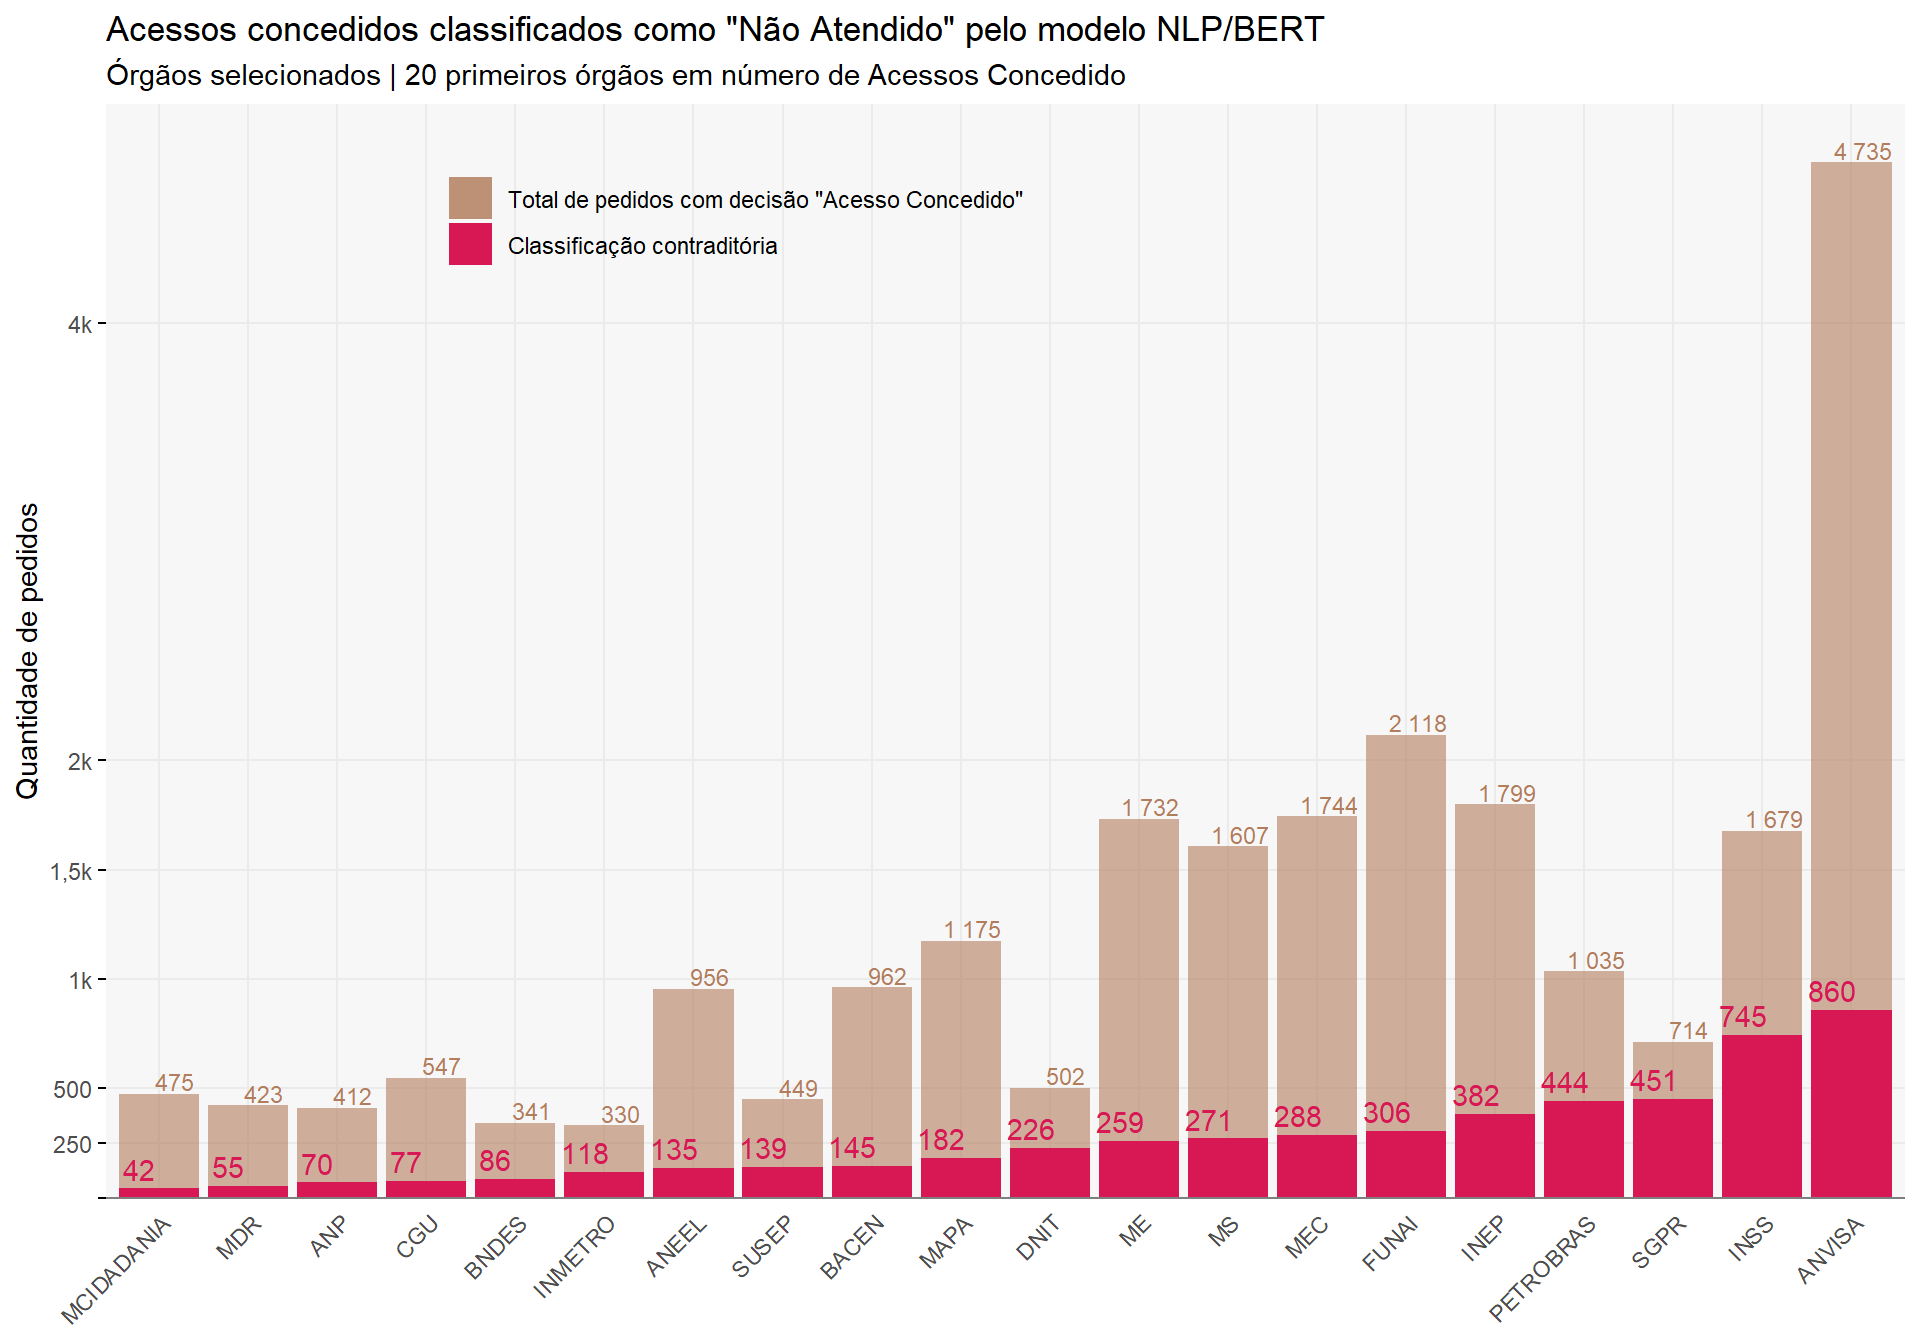 Acessos concedidos classificados como "Não Atendido" pelo modelo NLP/BERT
Órgãos selecionados | 20 primeiros órgãos em número de Acessos Concedido
Total de pedidos com decisão "Acesso Concedido"
Classificação contraditória
Quantidade de pedidos
4k
2k
1,5k
1k
500
250
475
423
412
547
341
330
956
449
962
1 175
502
1 732
1 607
1 744
2 118
1 799
1 035
714
1 679
4 735
42
55
70
77
86
118
135
139
145
182
226
259
271
288
306
382
444
451
745
860
MCIDADANIA
MDR
ANP
CGU
BNDES
INMETRO
ANEEL
SUSEP
BACEN
MAPA
DNIT
ME
MS
MEC
FUNAI
INEP
PETROBRAS
SGPR
INSS
ANVISA